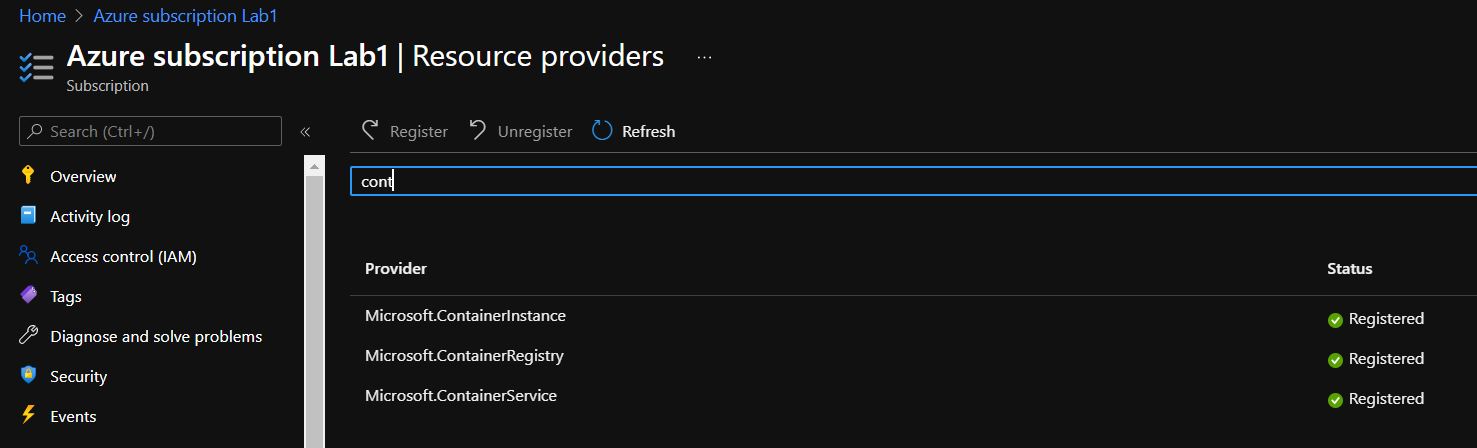 Home > Azure subscription Lab1
Azure subscription Lab1 | Resource providers ...
Subscription
Search (Ctrl+/) «
Register Unregister Refresh
cont
Overview
Activity log
Access control (IAM)
Tags
Diagnose and solve problems
Security
Events
Provider Status
Microsoft.ContainerInstance Registered
Microsoft.ContainerRegistry Registered
Microsoft.ContainerService Registered